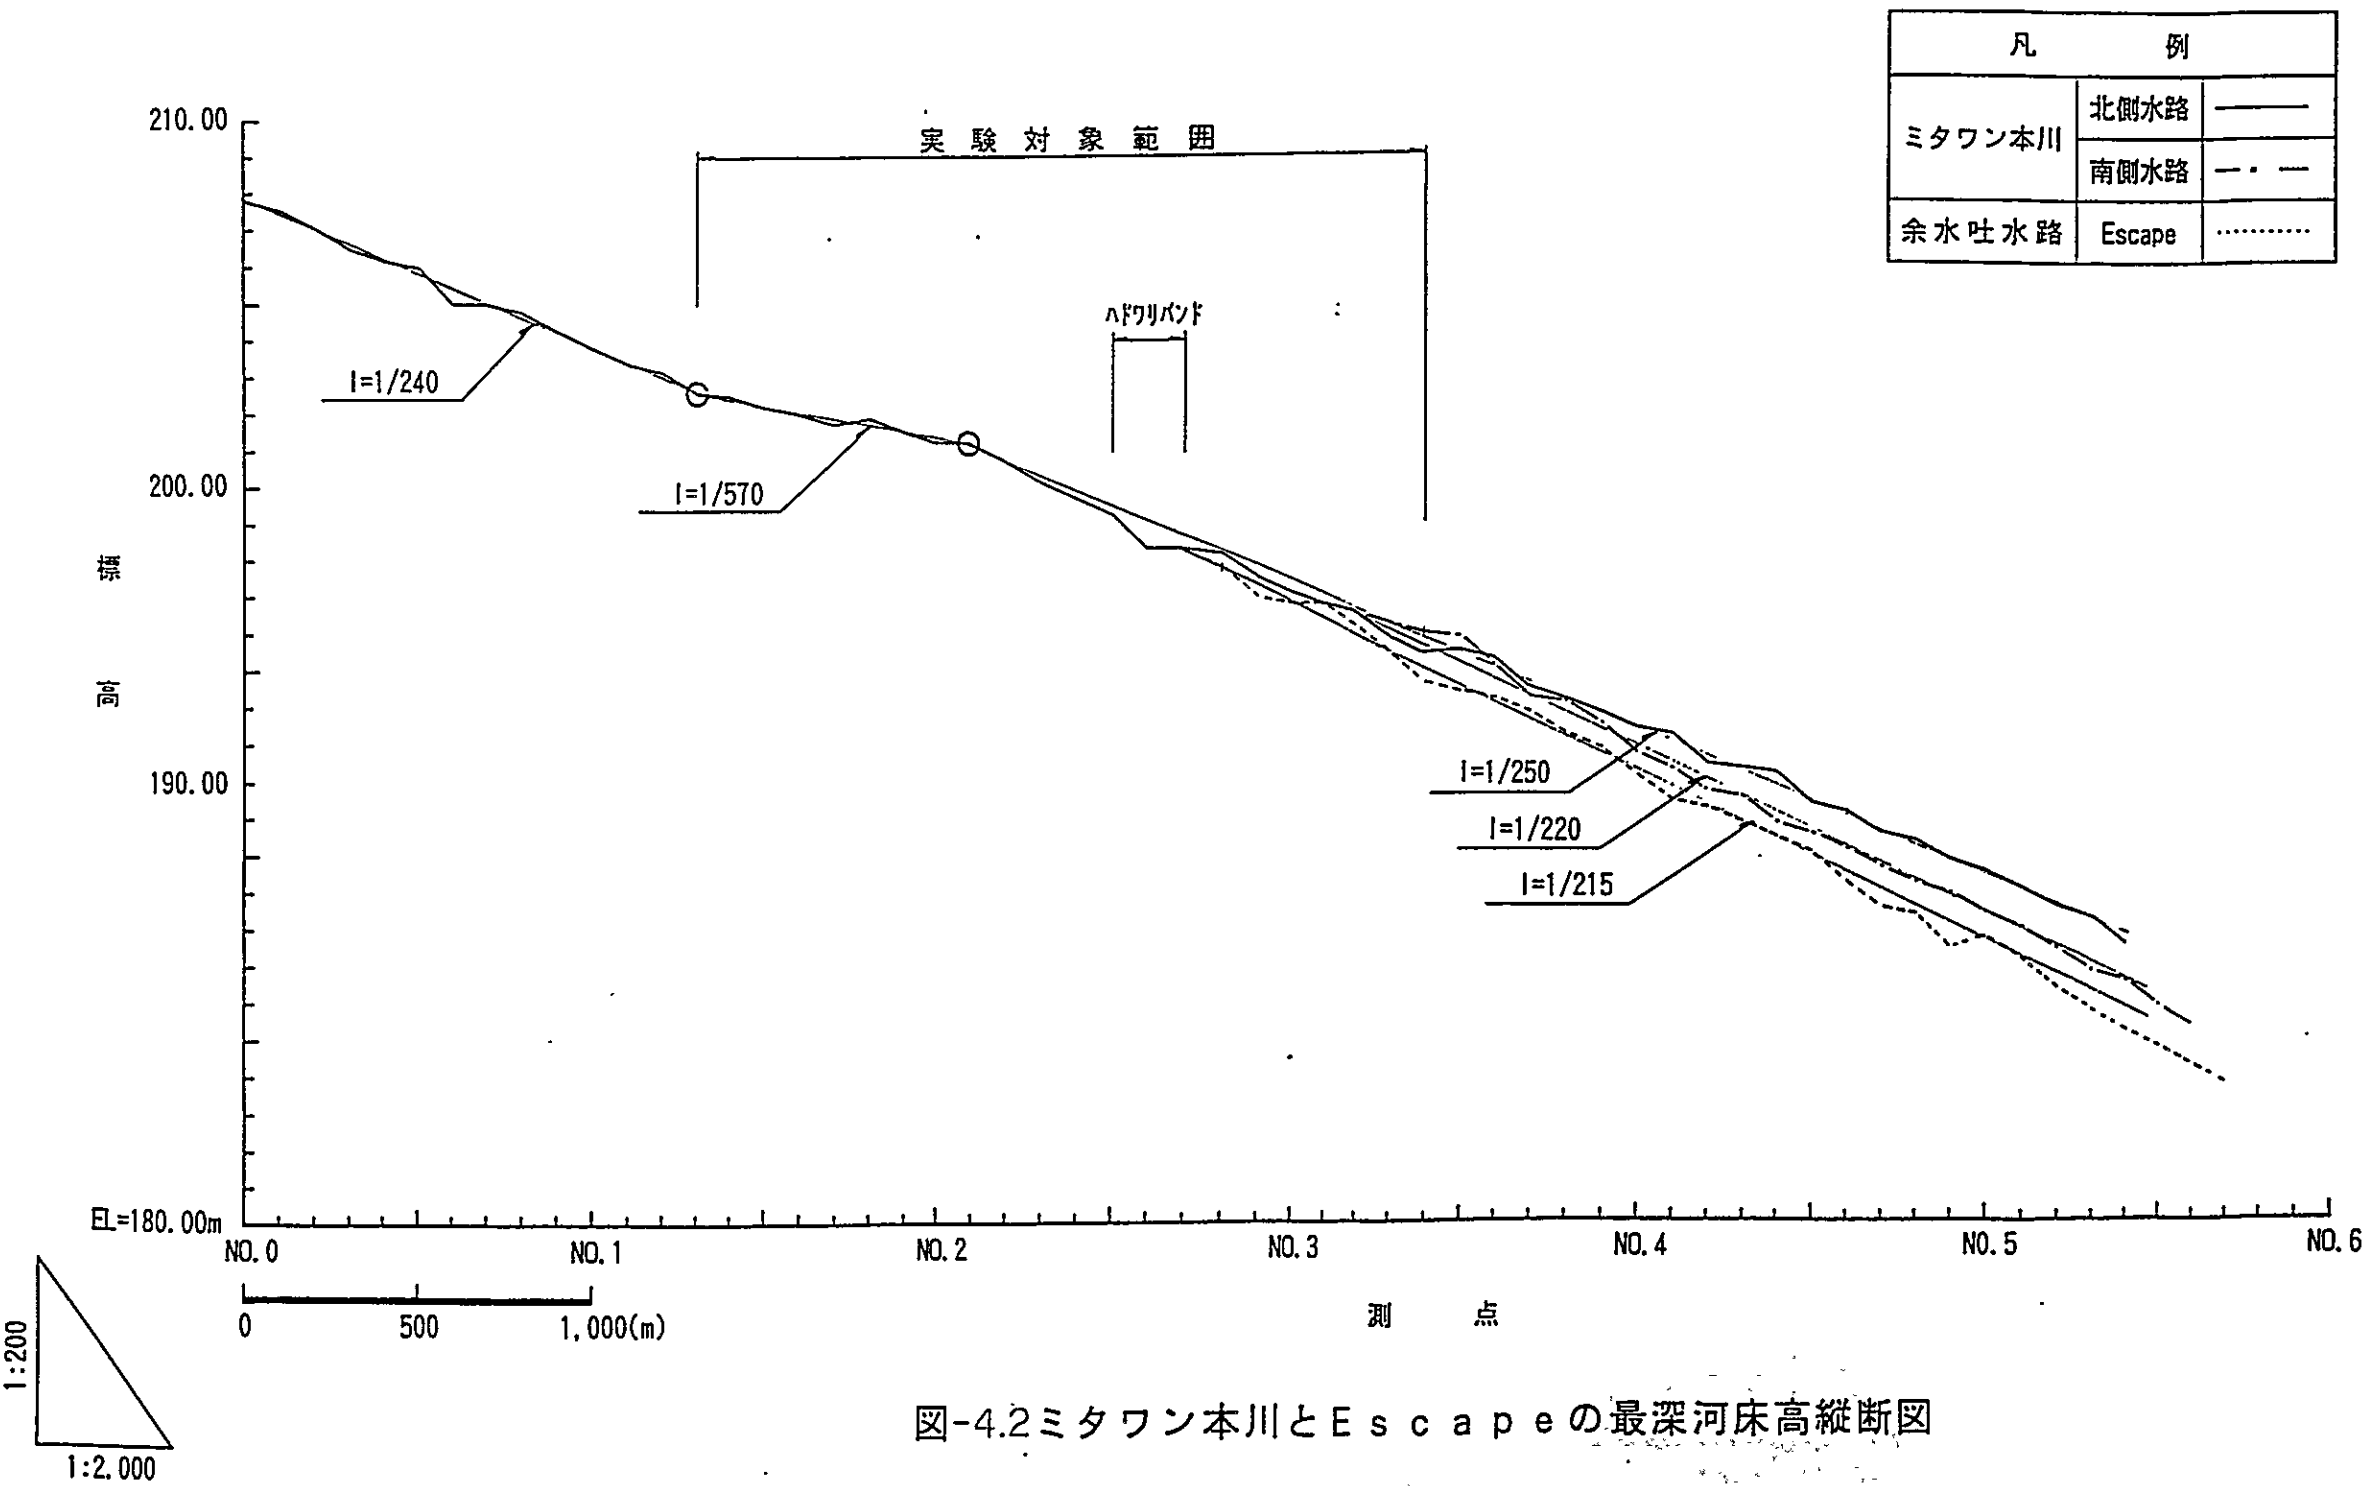 凡 例
ミタワン本川
北側水路
南側水路
余水吐水路
Escape
210.00
200.00
190.00
EL=180.00m
標
高
実験対象範囲
ﾍﾄﾞﾜﾘﾊﾞﾝﾄﾞ
I=1/240
I=1/570
I=1/250
I=1/220
I=1/215
NO.0
NO.1
NO.2
NO.3
NO.4
NO.5
NO.6
0
500
1,000(m)
測 点
1:200
1:2,000
図-4.2ミタワン本川とEscapeの最深河床高縦断図